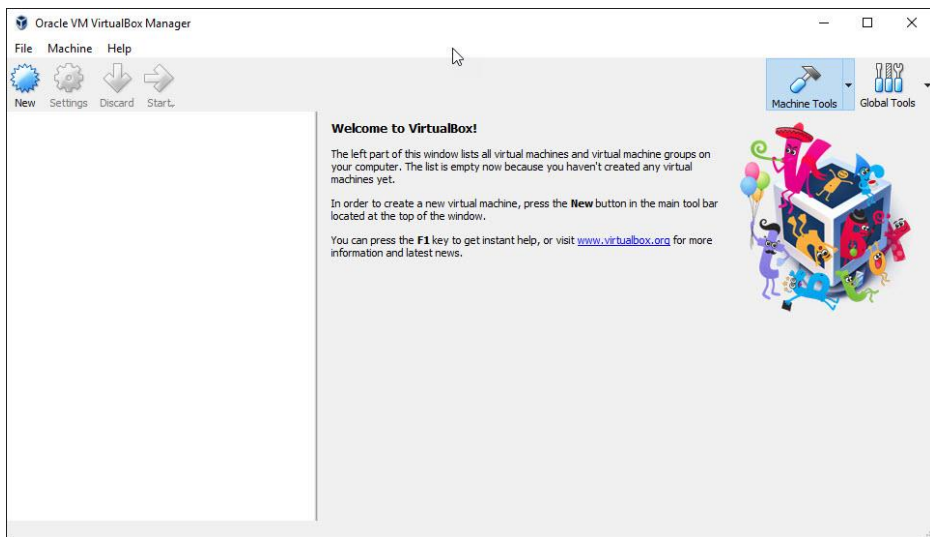 Oracle VM VirtualBox Manager
File Machine Help
New Settings Discard Start
Machine Tools Global Tools
Welcome to VirtualBox!
The left part of this window lists all virtual machines and virtual machine groups on
your computer. The list is empty now because you haven't created any virtual
machines yet.
In order to create a new virtual machine, press the New button in the main tool bar
located at the top of the window.
You can press the F1 key to get instant help, or visit www.virtualbox.org for more
information and latest news.